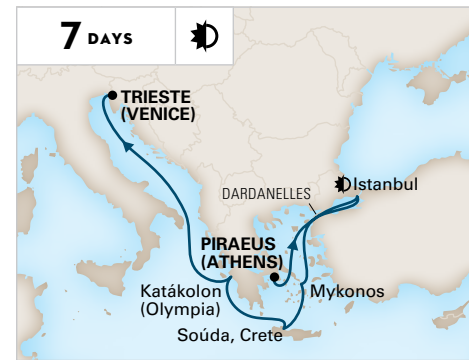 7 DAYS
TRIESTE
(VENICE)
Istanbul
DARDANELLES
PIRAEUS
(ATHENS)
Katákolon
(Olympia)
Mykonos
Soúda, Crete